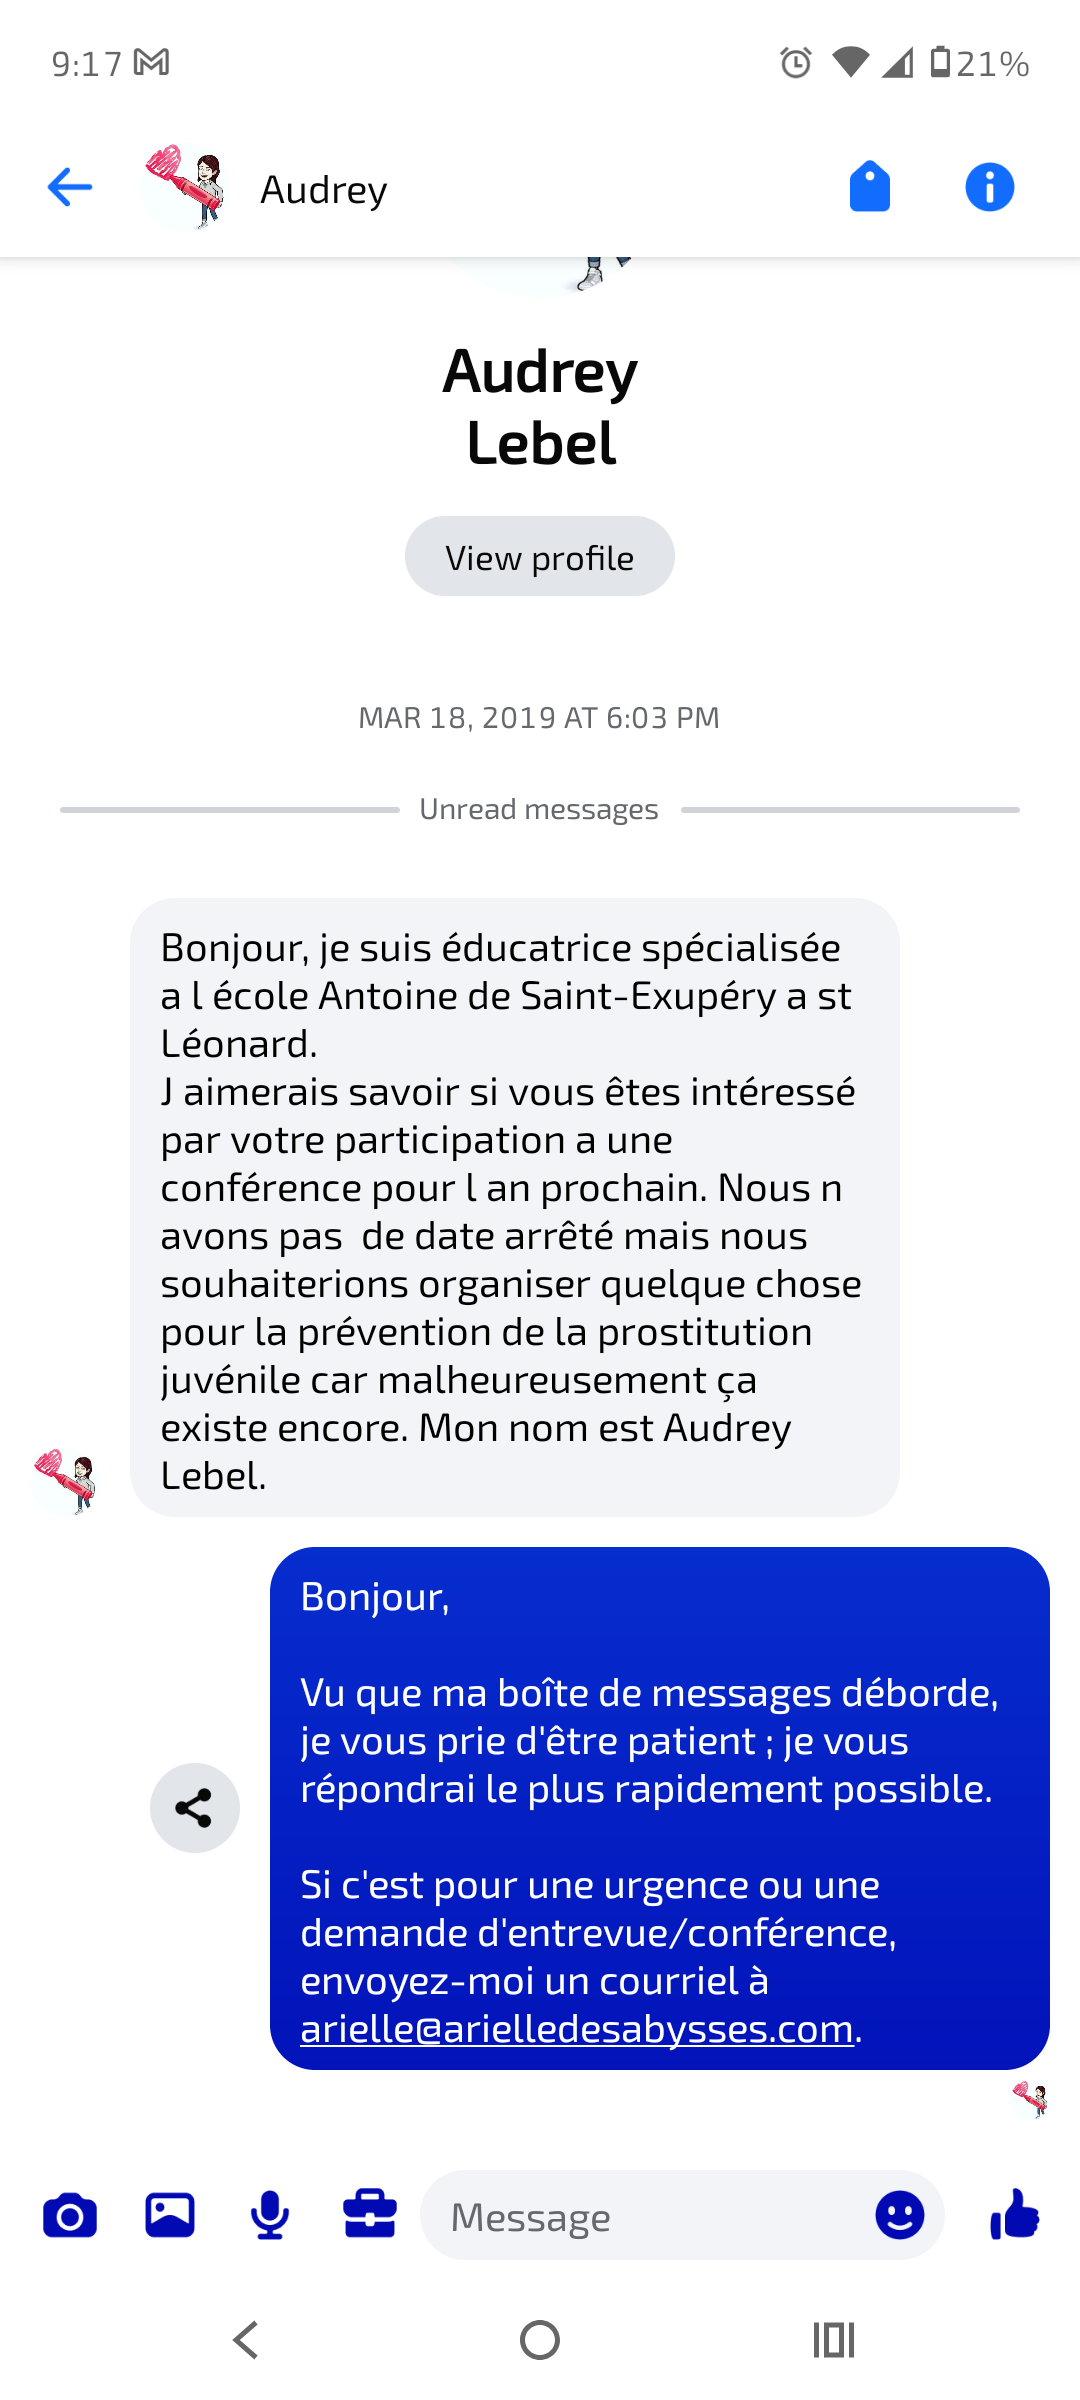 9:17
21%
Audrey
Audrey
Lebel
View profile
MAR 18, 2019 AT 6:03 PM
Unread messages
Bonjour, je suis éducatrice spécialisée
a l école Antoine de Saint-Exupéry a st
Léonard.
J aimerais savoir si vous êtes intéressé
par votre participation a une
conférence pour l an prochain. Nous n
avons pas  de date arrêté mais nous
souhaiterions organiser quelque chose
pour la prévention de la prostitution
juvénile car malheureusement ça
existe encore. Mon nom est Audrey
Lebel.
Bonjour,
Vu que ma boîte de messages déborde,
je vous prie d'être patient ; je vous
répondrai le plus rapidement possible.
Si c'est pour une urgence ou une
demande d'entrevue/conférence,
envoyez-moi un courriel à
arielle@arielledesabysses.com.
Message